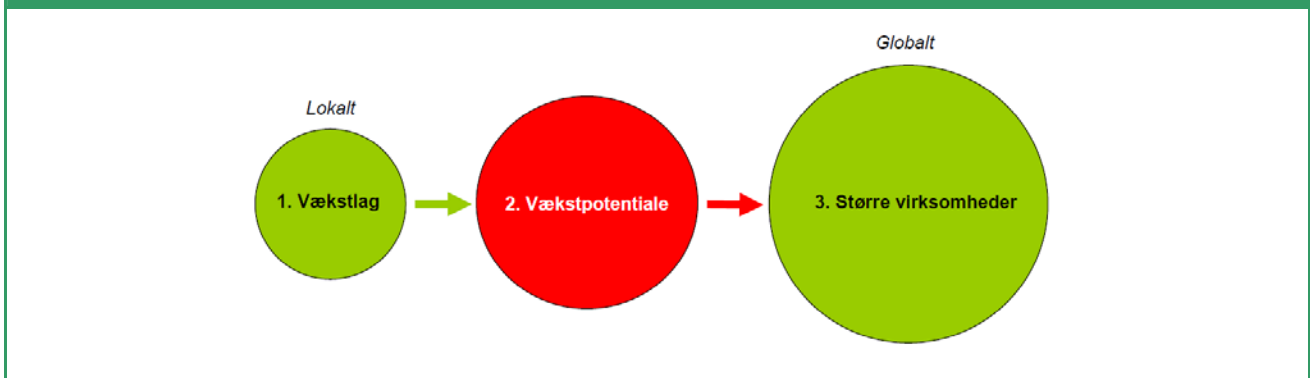 Globalt
Lokalt
1. Vækstlag
2. Vækstpotentiale
3. Større virksomheder